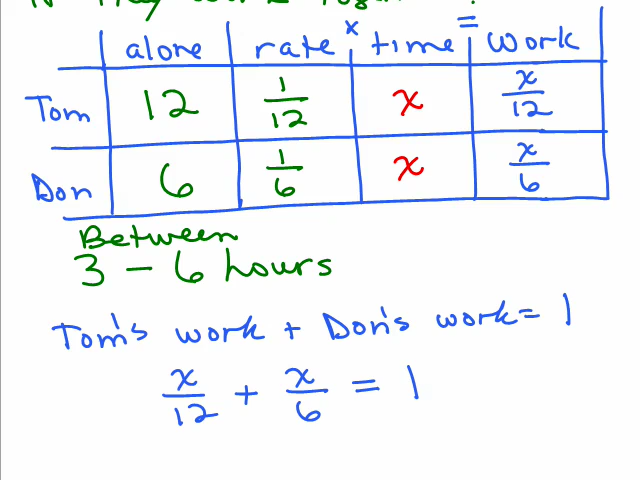 alone rate × time = work
Tom 12 1/12 x x/12
Don 6 1/6 x x/6
Between
3 - 6 hours
Tom's work + Don's work = 1
x/12 + x/6 = 1